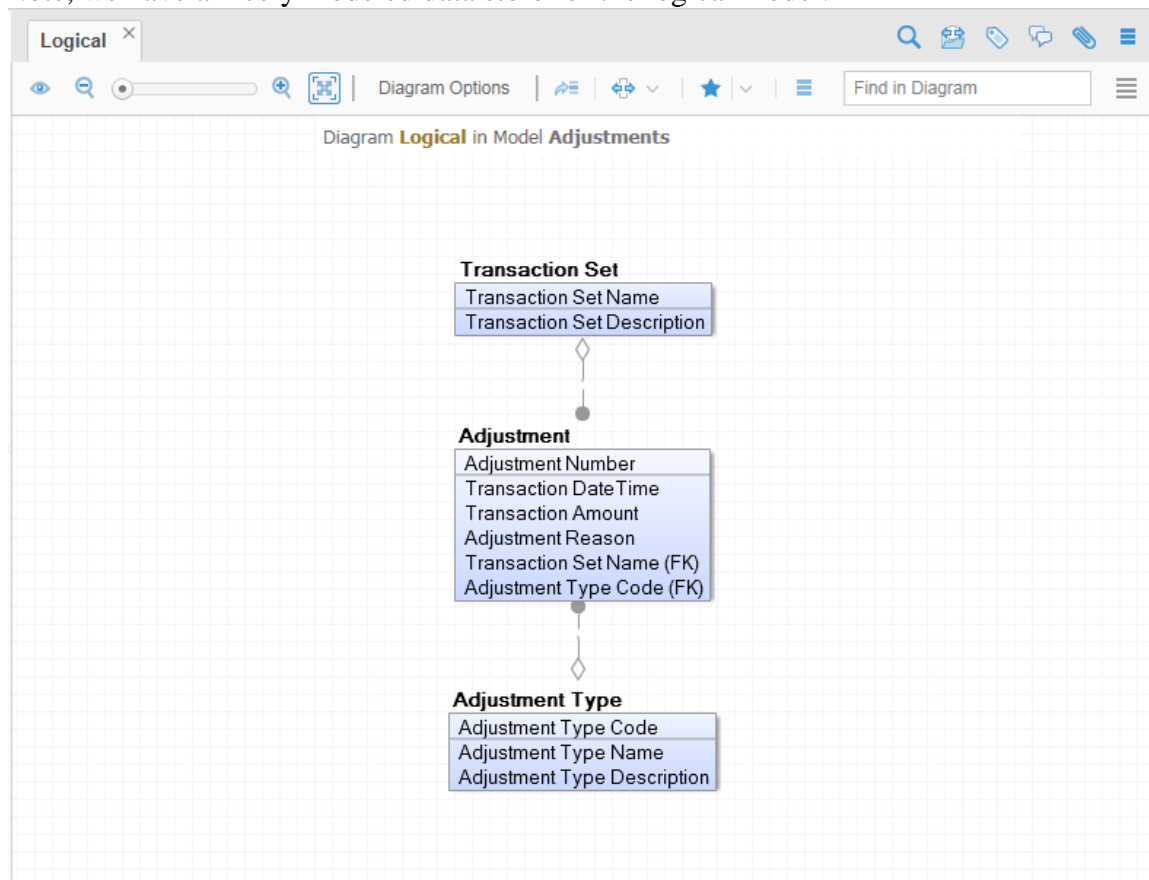 Logical
Diagram Options
Find in Diagram
Diagram Logical in Model Adjustments
Transaction Set
Transaction Set Name
Transaction Set Description
Adjustment
Adjustment Number
Transaction DateTime
Transaction Amount
Adjustment Reason
Transaction Set Name (FK)
Adjustment Type Code (FK)
Adjustment Type
Adjustment Type Code
Adjustment Type Name
Adjustment Type Description